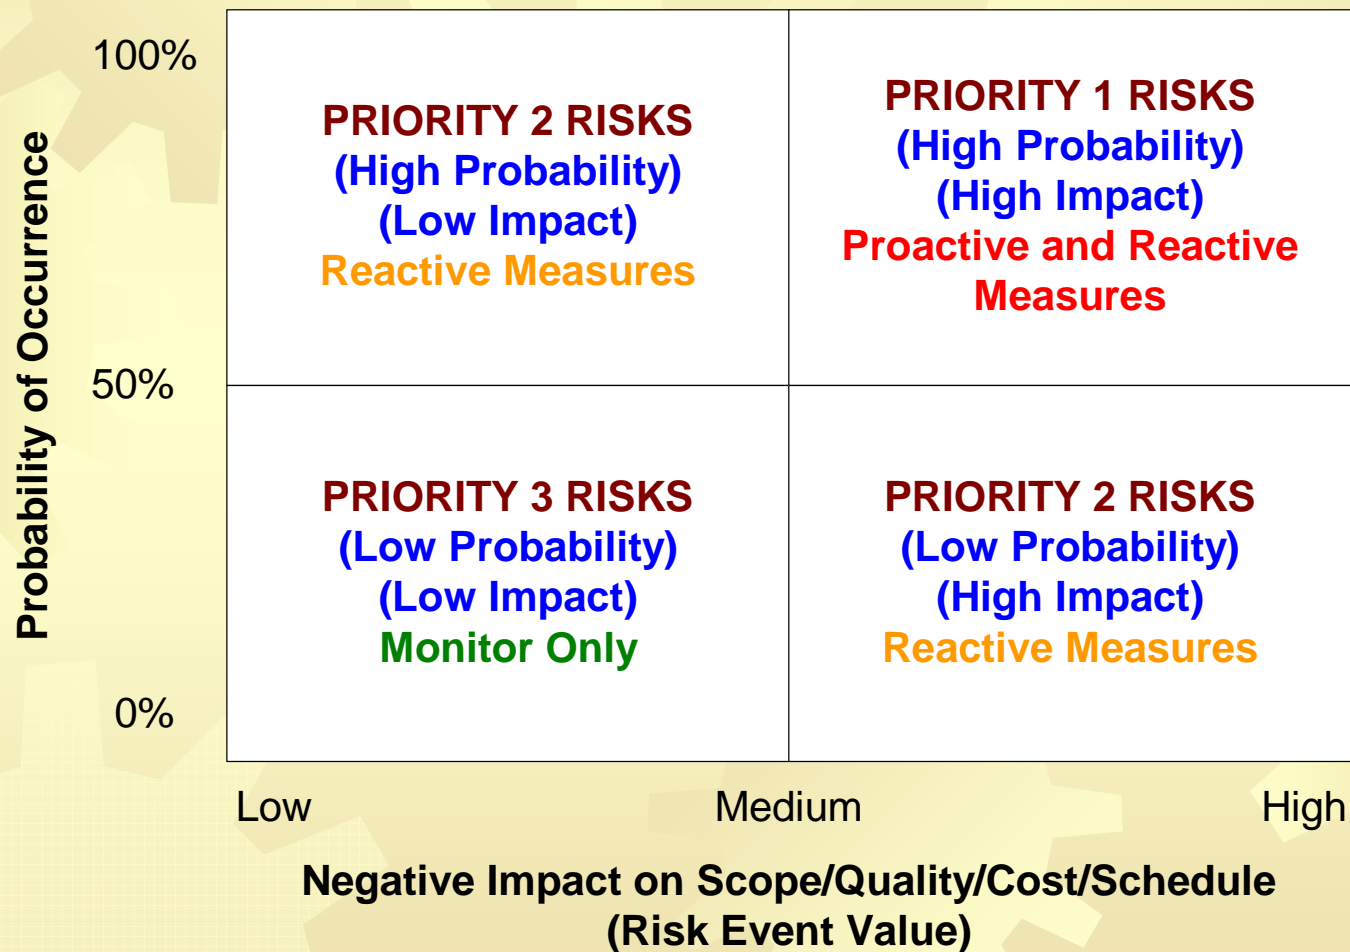 100%
50%
0%
Probability of Occurrence
PRIORITY 2 RISKS
(High Probability)
(Low Impact)
Reactive Measures
PRIORITY 1 RISKS
(High Probability)
(High Impact)
Proactive and Reactive
Measures
PRIORITY 3 RISKS
(Low Probability)
(Low Impact)
Monitor Only
PRIORITY 2 RISKS
(Low Probability)
(High Impact)
Reactive Measures
Low
Medium
High
Negative Impact on Scope/Quality/Cost/Schedule
(Risk Event Value)